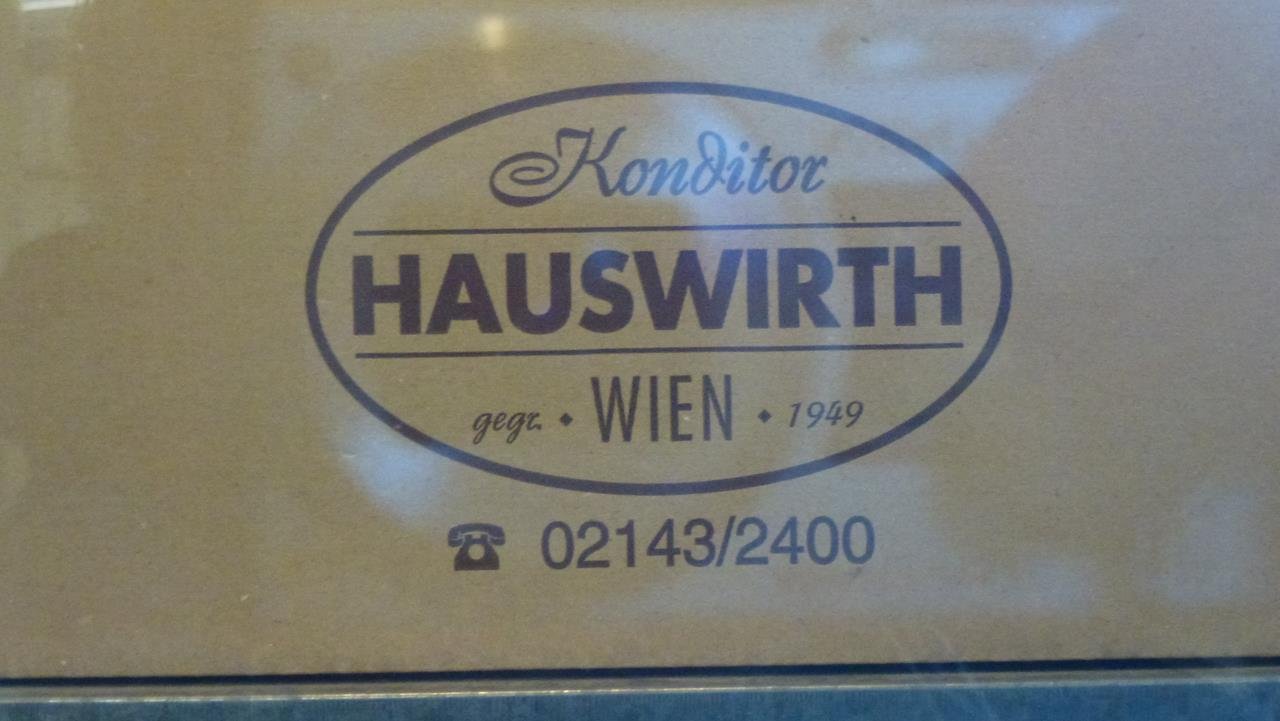 Konditor
HAUSWIRTH
gegr. ⬥ WIEN ⬥ 1949
☎ 02143/2400